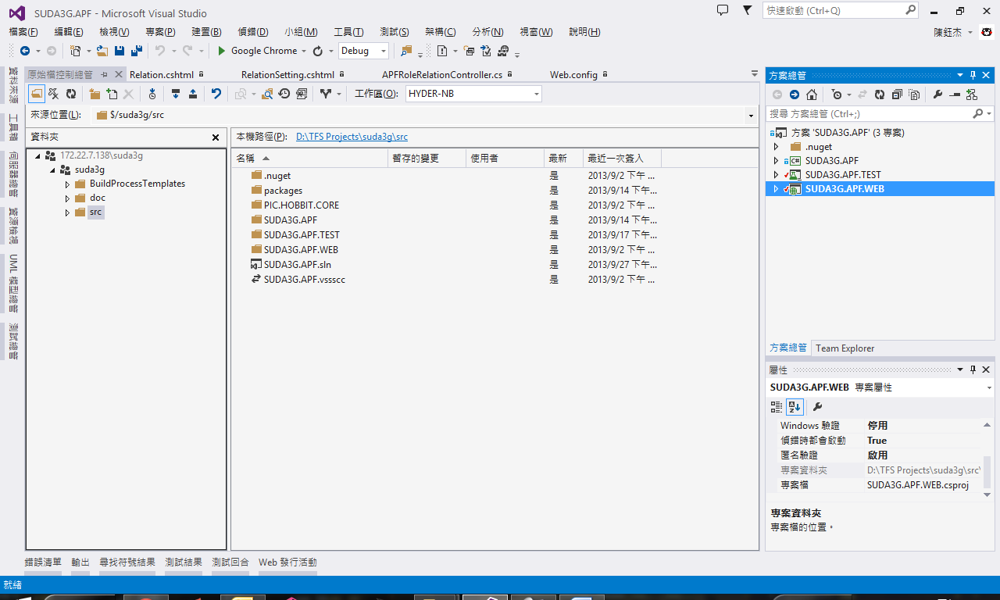 SUDA3G.APF - Microsoft Visual Studio
快速啟動 (Ctrl+Q)
檔案(F) 編輯(E) 檢視(V) 專案(P) 建置(B) 偵錯(D) 小組(M) 工具(T) 測試(S) 架構(C) 分析(N) 視窗(W) 說明(H)
陳鈺杰
Google Chrome Debug
原始檔控制總管 Relation.cshtml RelationSetting.cshtml APFRoleRelationController.cs Web.config
工作區(O): HYDER-NB
來源位置(L): $/suda3g/src
資料夾
172.22.7.138\suda3g
suda3g
BuildProcessTemplates
doc
src
本機路徑(P): D:\TFS Projects\suda3g\src
名稱 暫存的變更 使用者 最新 最近一次簽入
.nuget 是 2013/9/2 下午 ...
packages 是 2013/9/14 下午...
PIC.HOBBIT.CORE 是 2013/9/2 下午 ...
SUDA3G.APF 是 2013/9/14 下午...
SUDA3G.APF.TEST 是 2013/9/17 下午...
SUDA3G.APF.WEB 是 2013/9/2 下午 ...
SUDA3G.APF.sln 是 2013/9/27 下午...
SUDA3G.APF.vssscc 是 2013/9/2 下午 ...
資料來源
工具箱
伺服器總管
資源檢視
UML 模型總管
測試總管
方案總管
搜尋 方案總管 (Ctrl+;)
方案 'SUDA3G.APF' (3 專案)
.nuget
SUDA3G.APF
SUDA3G.APF.TEST
SUDA3G.APF.WEB
方案總管 Team Explorer
屬性
SUDA3G.APF.WEB 專案屬性
Windows 驗證 停用
偵錯時都會啟動 True
匿名驗證 啟用
專案資料夾 D:\TFS Projects\suda3g\src\
專案檔 SUDA3G.APF.WEB.csproj
專案資料夾
專案檔的位置。
錯誤清單 輸出 尋找符號結果 測試結果 測試回合 Web 發行活動
就緒